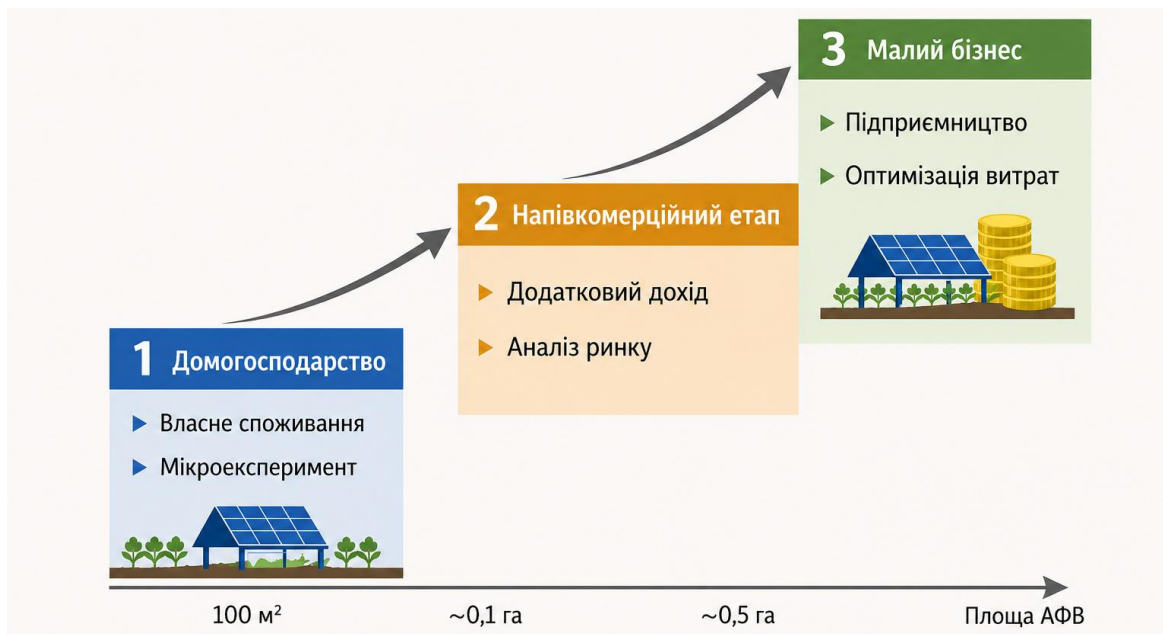 3 Малий бізнес
Підприємництво
Оптимізація витрат
2 Напівкомерційний етап
Додатковий дохід
Аналіз ринку
1 Домогосподарство
Власне споживання
Мікроексперимент
100 м²
~0,1 га
~0,5 га
Площа АФВ